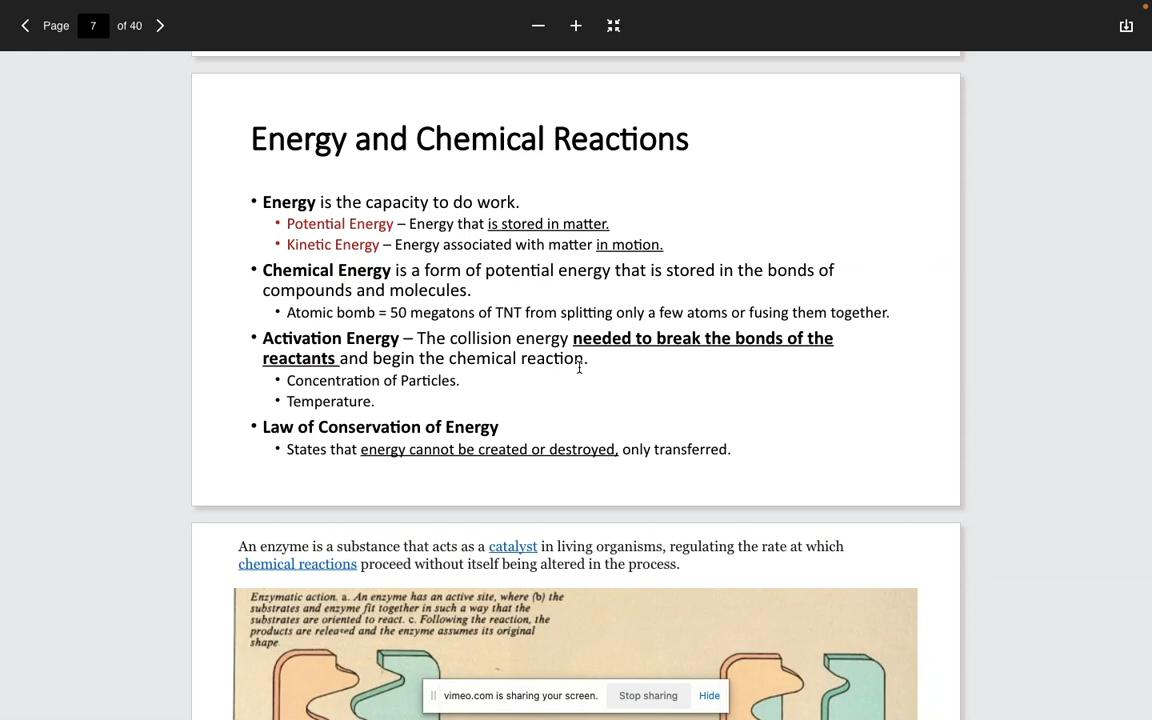 Page 7 of 40
Energy and Chemical Reactions
• Energy is the capacity to do work.
• Potential Energy – Energy that is stored in matter.
• Kinetic Energy – Energy associated with matter in motion.
• Chemical Energy is a form of potential energy that is stored in the bonds of
compounds and molecules.
• Atomic bomb = 50 megatons of TNT from splitting only a few atoms or fusing them together.
• Activation Energy – The collision energy needed to break the bonds of the
reactants and begin the chemical reaction.
• Concentration of Particles.
• Temperature.
• Law of Conservation of Energy
• States that energy cannot be created or destroyed, only transferred.
An enzyme is a substance that acts as a catalyst in living organisms, regulating the rate at which
chemical reactions proceed without itself being altered in the process.
Enzymatic action. a. An enzyme has an active site, where (b) the
substrates and enzyme fit together in such a way that the
substrates are oriented to react. c. Following the reaction, the
products are released and the enzyme assumes its original
shape
vimeo.com is sharing your screen. Stop sharing Hide